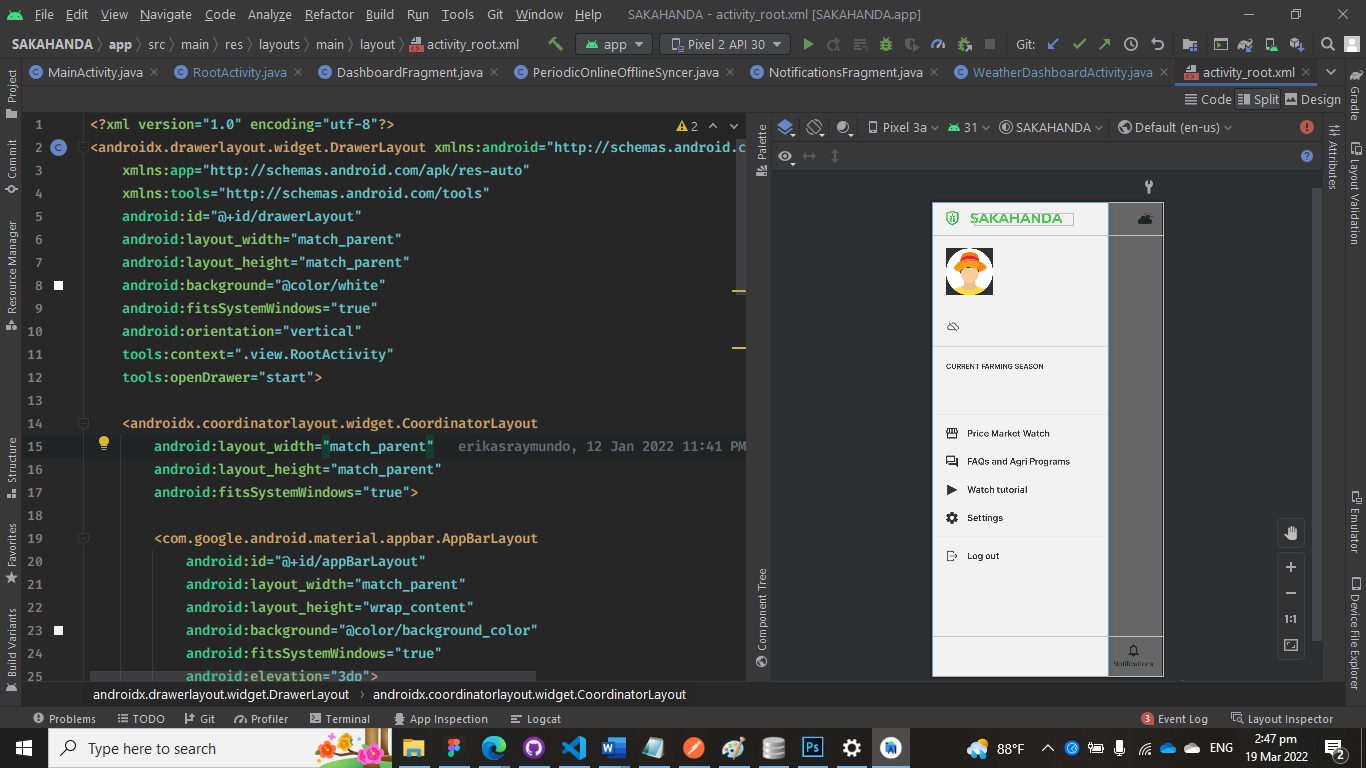 File Edit View Navigate Code Analyze Refactor Build Run Tools Git Window Help SAKAHANDA - activity_root.xml [SAKAHANDA.app]
SAKAHANDA app src main res layouts main layout activity_root.xml app Pixel 2 API 30 Git:
MainActivity.java RootActivity.java DashboardFragment.java PeriodicOnlineOfflineSyncer.java NotificationsFragment.java WeatherDashboardActivity.java activity_root.xml
Code Split Design
Project
Commit
Resource Manager
Structure
Favorites
Build Variants
1 <?xml version="1.0" encoding="utf-8"?> 2
2 <androidx.drawerlayout.widget.DrawerLayout xmlns:android="http://schemas.android.c
3 xmlns:app="http://schemas.android.com/apk/res-auto"
4 xmlns:tools="http://schemas.android.com/tools"
5 android:id="@+id/drawerLayout"
6 android:layout_width="match_parent"
7 android:layout_height="match_parent"
8 android:background="@color/white"
9 android:fitsSystemWindows="true"
10 android:orientation="vertical"
11 tools:context=".view.RootActivity"
12 tools:openDrawer="start">
13
14 <androidx.coordinatorlayout.widget.CoordinatorLayout
15 android:layout_width="match_parent" erikasraymundo, 12 Jan 2022 11:41 PM
16 android:layout_height="match_parent"
17 android:fitsSystemWindows="true">
18
19 <com.google.android.material.appbar.AppBarLayout
20 android:id="@+id/appBarLayout"
21 android:layout_width="match_parent"
22 android:layout_height="wrap_content"
23 android:background="@color/background_color"
24 android:fitsSystemWindows="true"
25 android:elevation="3dp">
Palette
Component Tree
Pixel 3a 31 SAKAHANDA Default (en-us)
SAKAHANDA
CURRENT FARMING SEASON
Price Market Watch
FAQs and Agri Programs
Watch tutorial
Settings
Log out
Notifications
1:1
Attributes
Gradle
Layout Validation
Emulator
Device File Explorer
androidx.drawerlayout.widget.DrawerLayout androidx.coordinatorlayout.widget.CoordinatorLayout
Problems TODO Git Profiler Terminal App Inspection Logcat 3 Event Log Layout Inspector
Type here to search 88°F ENG 2:47 pm
19 Mar 2022 2